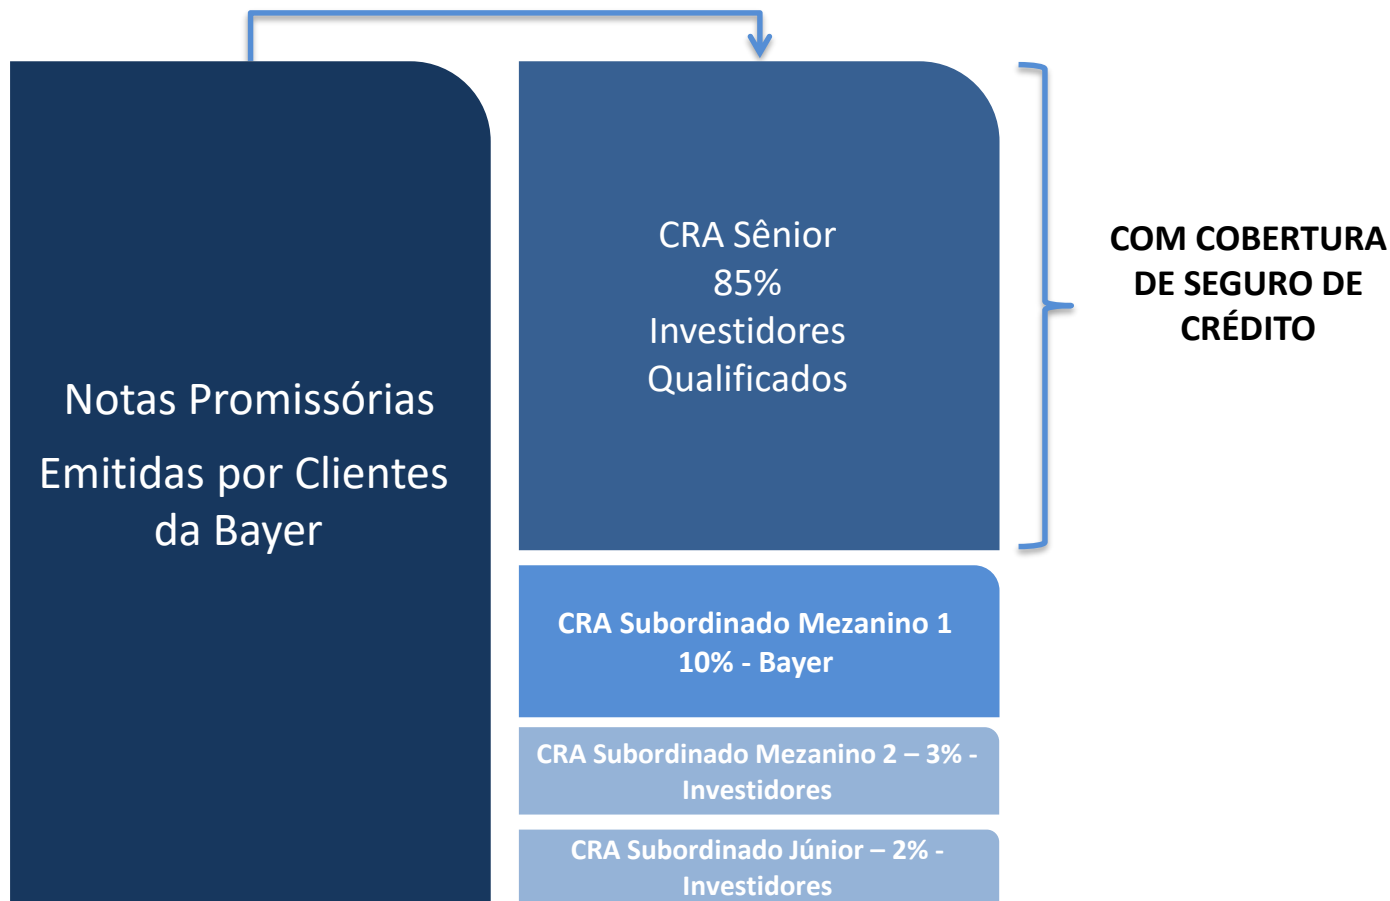 Notas Promissórias
Emitidas por Clientes
da Bayer
CRA Sênior
85%
Investidores
Qualificados
COM COBERTURA
DE SEGURO DE
CRÉDITO
CRA Subordinado Mezanino 1
10% - Bayer
CRA Subordinado Mezanino 2 – 3% -
Investidores
CRA Subordinado Júnior – 2% -
Investidores